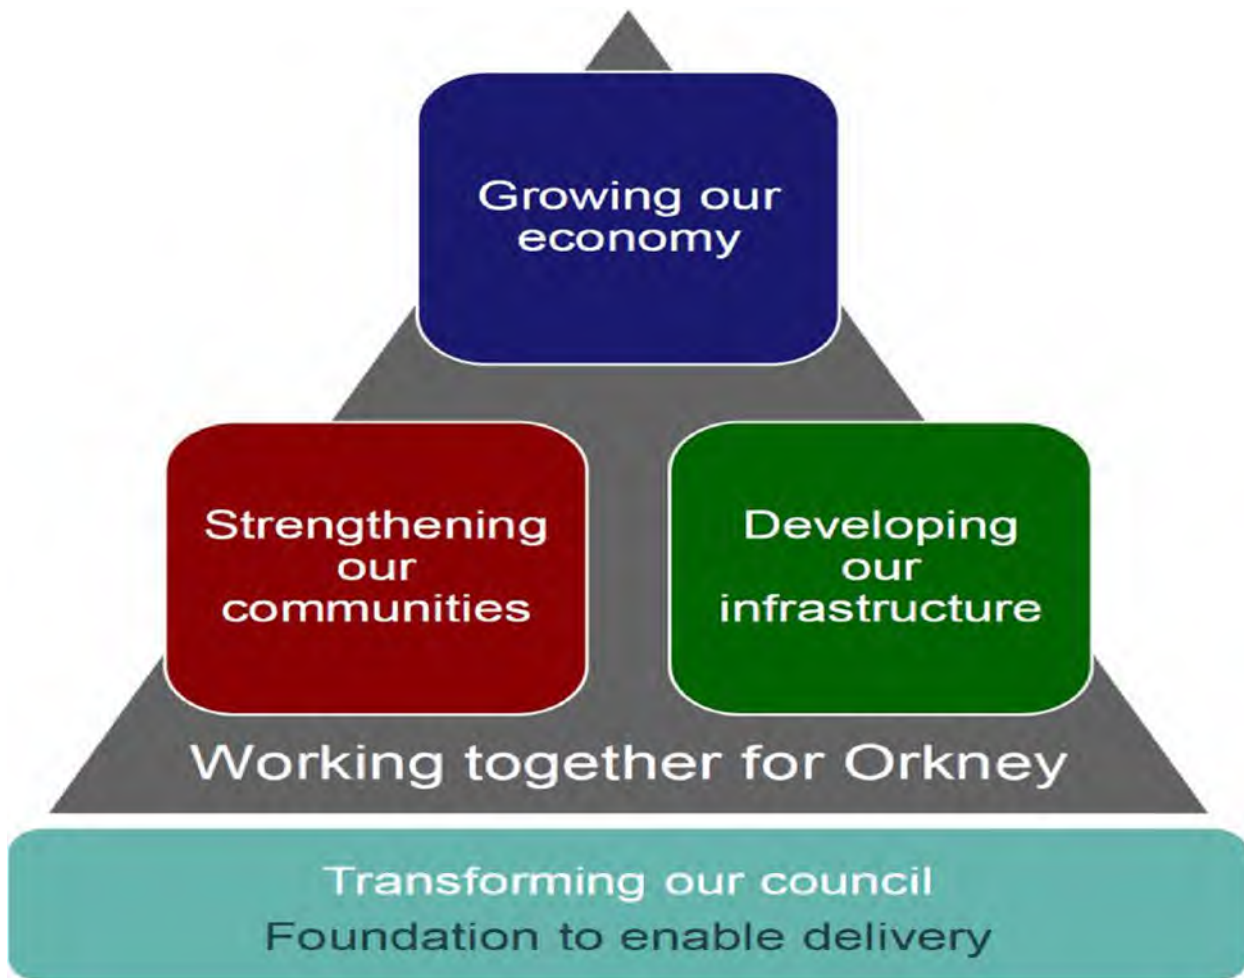 Growing our
economy
Strengthening
our
communities
Developing
our
infrastructure
Working together for Orkney
Transforming our council
Foundation to enable delivery